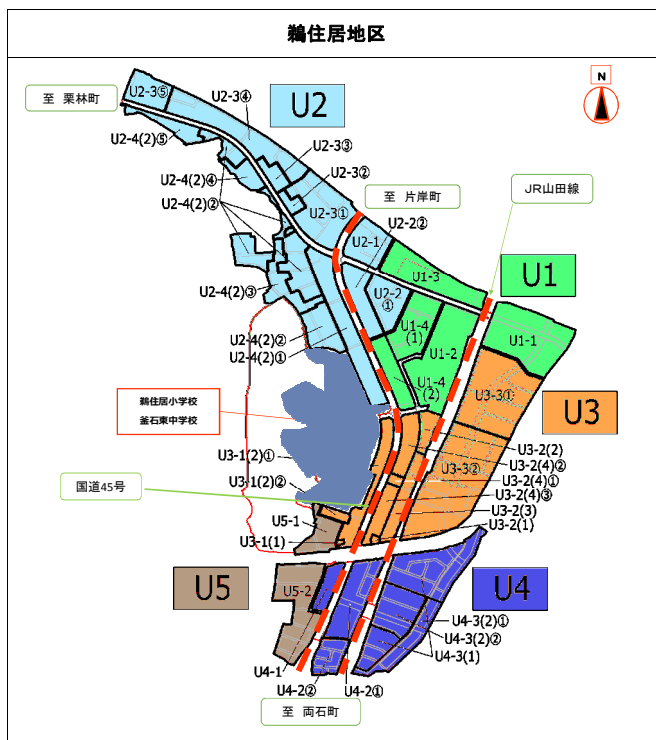 鵜住居地区
N
至 栗林町
U2-3⑤
U2-3④
U2
U2-4(2)⑤
U2-3③
U2-3②
U2-4(2)④
U2-4(2)②
U2-3①
至 片岸町
U2-2②
JR山田線
U2-1
U1-3
U1
U2-4(2)③
U2-2
①
U1-4
(1)
U1-2
U1-1
U2-4(2)②
U2-4(2)①
U1-4
(2)
U3-3①
鵜住居小学校
釜石東中学校
U3
U3-2(2)
U3-1(2)①
U3-3②
U3-2(4)②
U3-2(4)①
U3-1(2)②
U3-2(4)③
国道45号
U3-2(3)
U5-1
U3-2(1)
U3-1(1)
U5
U5-2
U4
U4-3(2)①
U4-3(2)②
U4-3(1)
U4-1
U4-2②
U4-2①
至 両石町